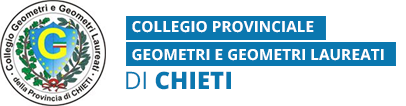 Collegio Geometri e Geometri Laureati
G
della Provincia di CHIETI
COLLEGIO PROVINCIALE
GEOMETRI E GEOMETRI LAUREATI
DI CHIETI